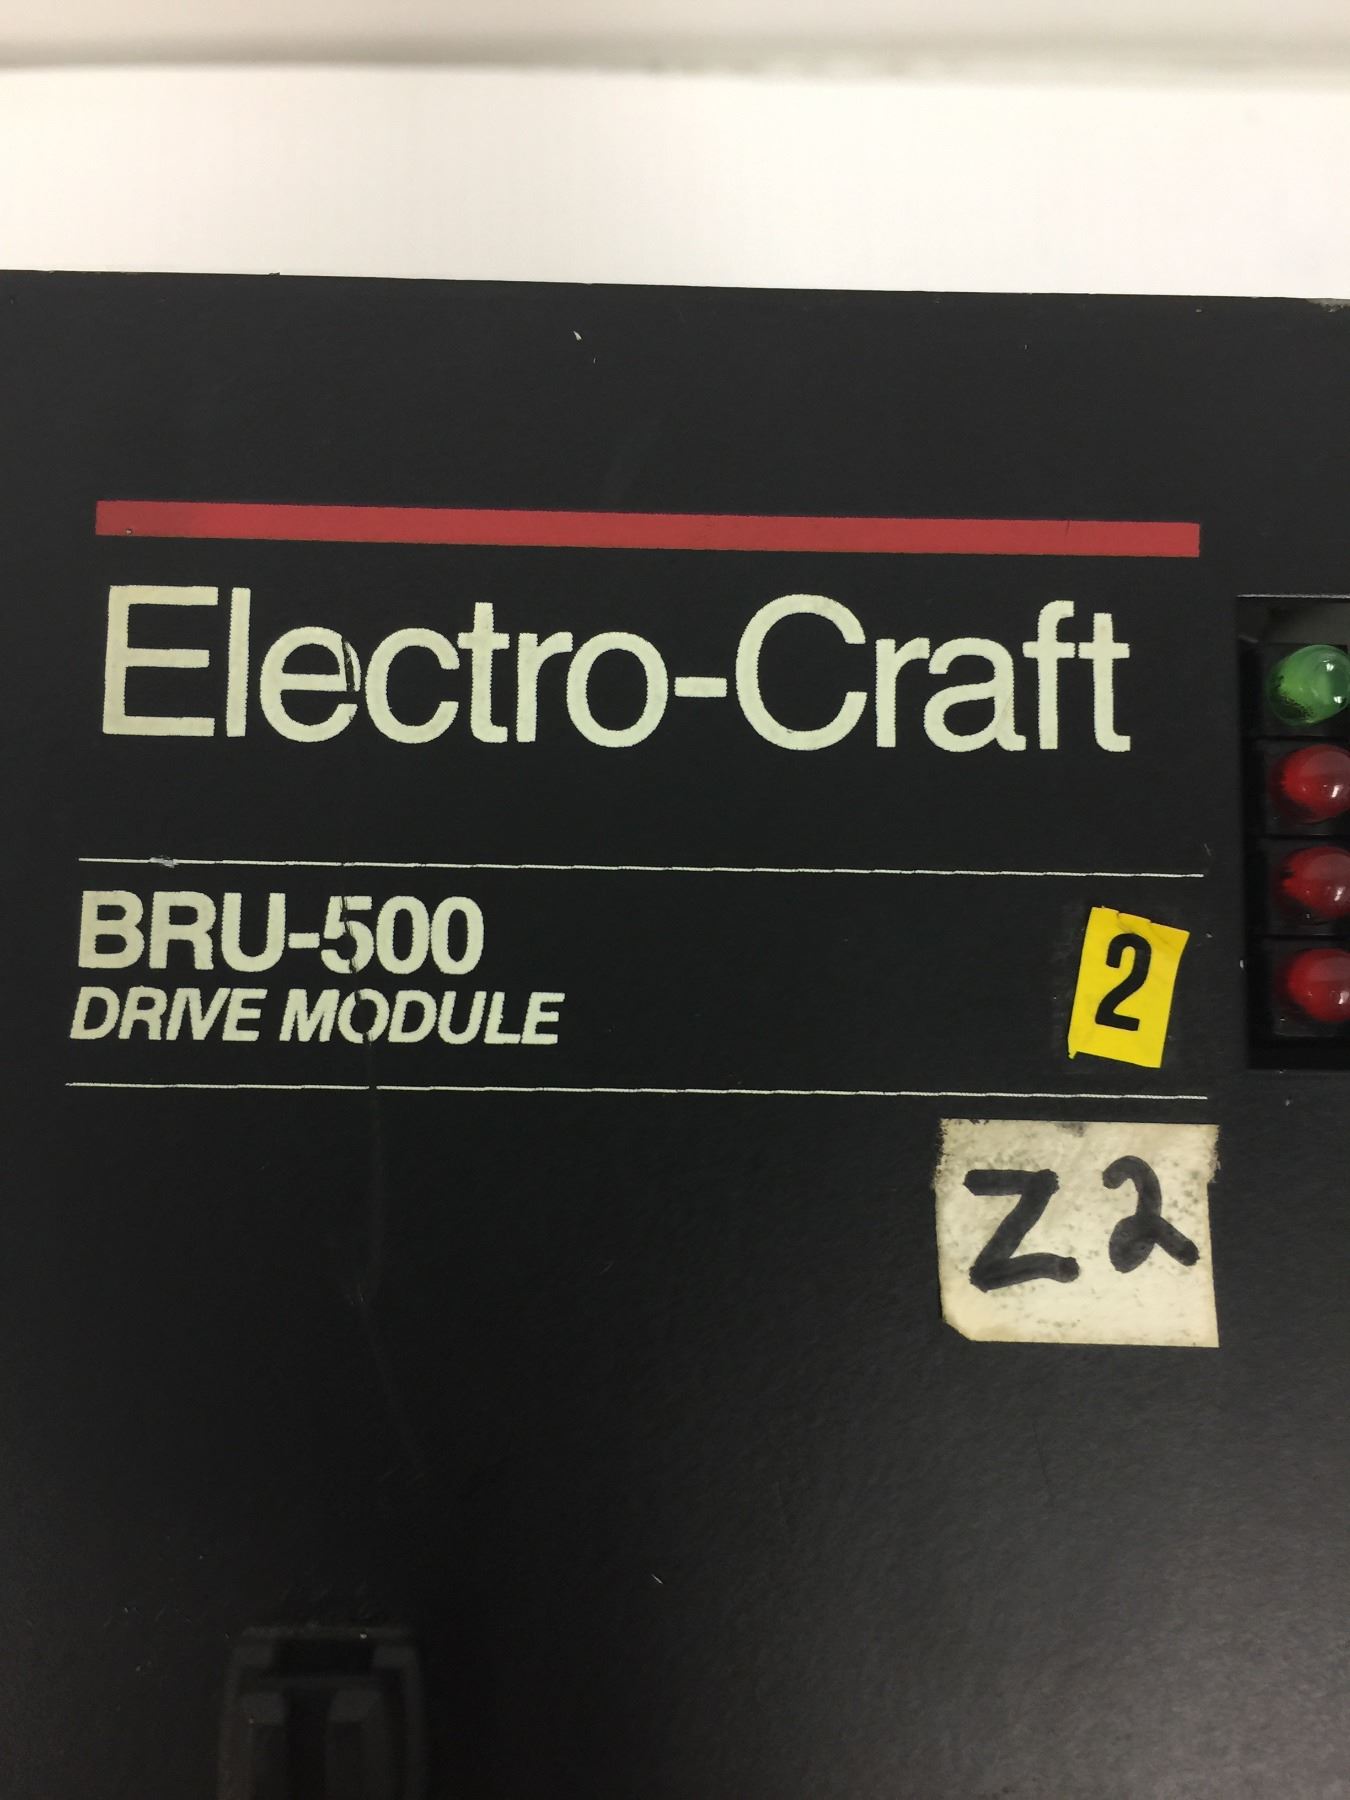 Electro-Craft
BRU-500
DRIVE MODULE
2
Z2